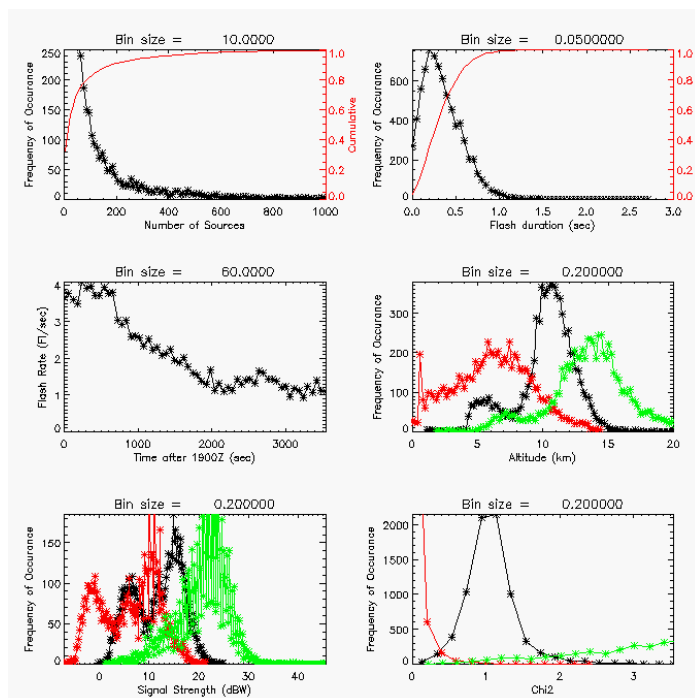 Bin size = 10.0000
Frequency of Occurance
250
200
150
100
50
0
0 200 400 600 800 1000
Number of Sources
1.0
0.8
0.6
0.4
0.2
0.0
Cumulative
Bin size = 0.0500000
Frequency of Occurance
600
400
200
0
0.0 0.5 1.0 1.5 2.0 2.5 3.0
Flash duration (sec)
1.0
0.8
0.6
0.4
0.2
0.0
Bin size = 60.0000
Flash Rate (Fl/sec)
4
3
2
1
0
0 1000 2000 3000
Time after 1900Z (sec)
Bin size = 0.200000
Frequency of Occurance
300
200
100
0
0 5 10 15 20
Altitude (km)
Bin size = 0.200000
Frequency of Occurance
150
100
50
0
0 10 20 30 40
Signal Strength (dBW)
Bin size = 0.200000
Frequency of Occurance
2000
1500
1000
500
0
0 1 2 3
Chi2